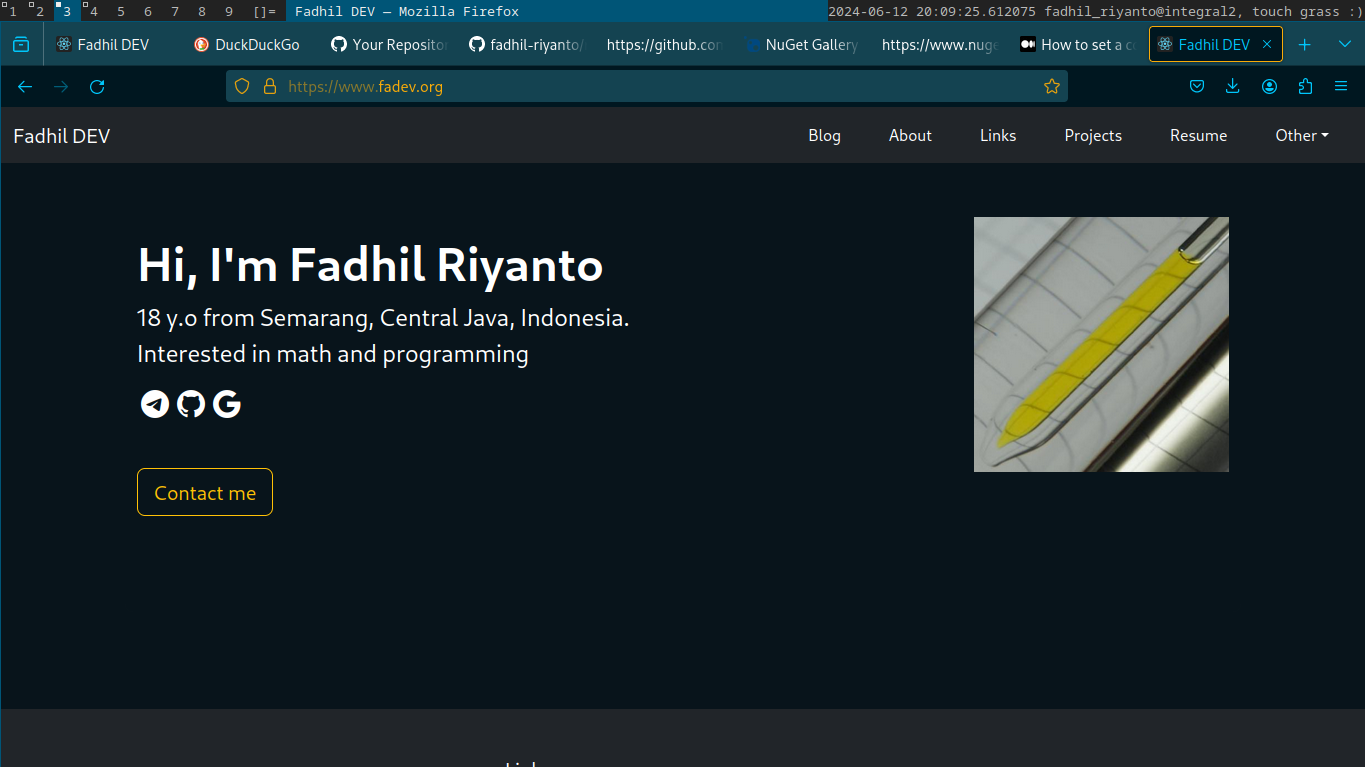 1 2 3 4 5 6 7 8 9 []= Fadhil DEV — Mozilla Firefox 2024-06-12 20:09:25.612075 fadhil_riyanto@integral2, touch grass :)
Fadhil DEV DuckDuckGo Your Reposito fadhil-riyanto/ https://github.con NuGet Gallery https://www.nuge How to set a c Fadhil DEV
https://www.fadev.org
Fadhil DEV Blog About Links Projects Resume Other
Hi, I'm Fadhil Riyanto
18 y.o from Semarang, Central Java, Indonesia.
Interested in math and programming
Contact me